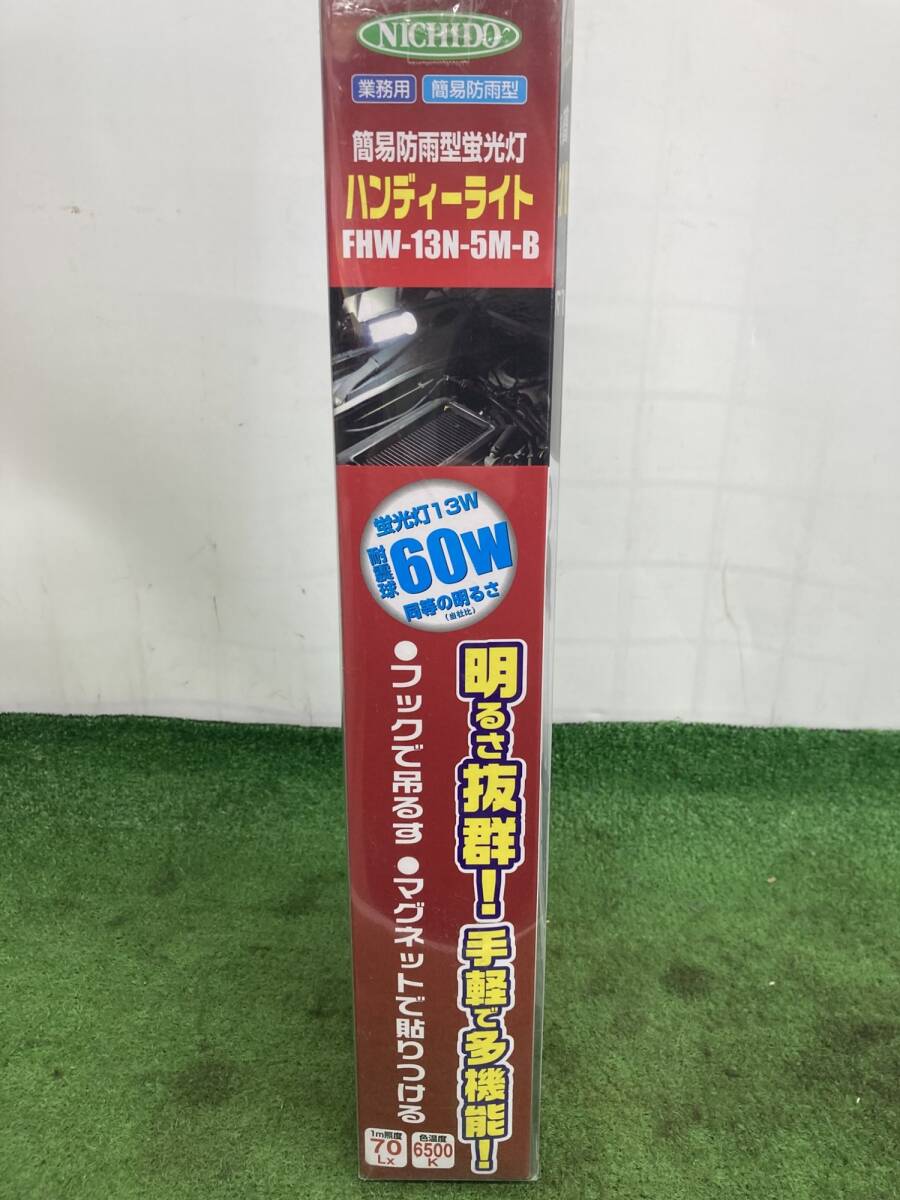 NICHIDO
業務用
簡易防雨型
簡易防雨型蛍光灯
ハンディーライト
FHW-13N-5M-B
蛍光灯13W
耐震球
60W
同等の明るさ
(当社比)
明るさ抜群!手軽で多機能!
●フックで吊るす●マグネットで貼りつける
1m照度
70
Lx
色温度
6500
K